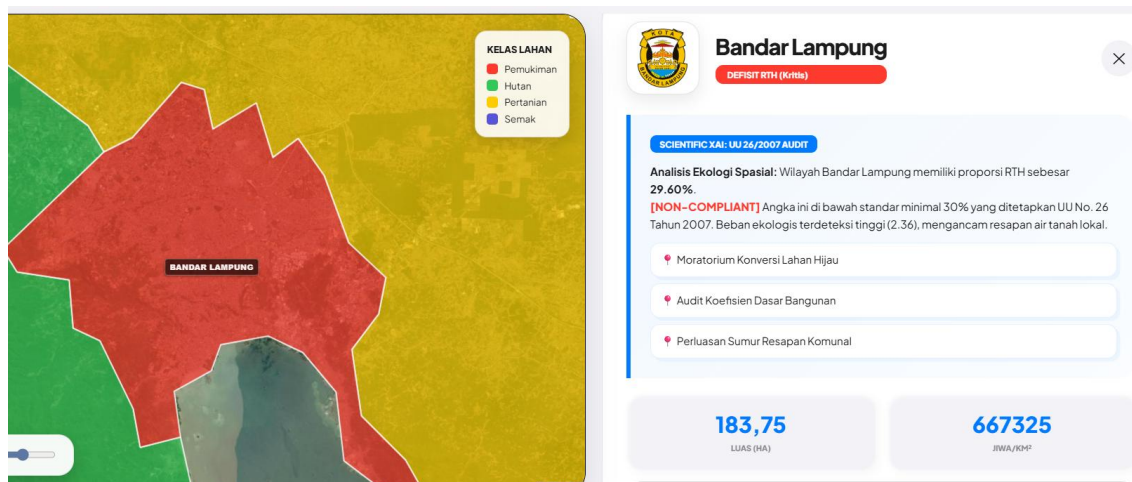 KELAS LAHAN
Pemukiman
Hutan
Pertanian
Semak
BANDAR LAMPUNG
KOTA
BANDAR LAMPUNG
Bandar Lampung
DEFISIT RTH (Kritis)
SCIENTIFIC XAI: UU 26/2007 AUDIT
Analisis Ekologi Spasial: Wilayah Bandar Lampung memiliki proporsi RTH sebesar
29.60%.
[NON-COMPLIANT] Angka ini di bawah standar minimal 30% yang ditetapkan UU No. 26
Tahun 2007. Beban ekologis terdeteksi tinggi (2.36), mengancam resapan air tanah lokal.
Moratorium Konversi Lahan Hijau
Audit Koefisien Dasar Bangunan
Perluasan Sumur Resapan Komunal
183,75
LUAS (HA)
667325
JIWA/KM²